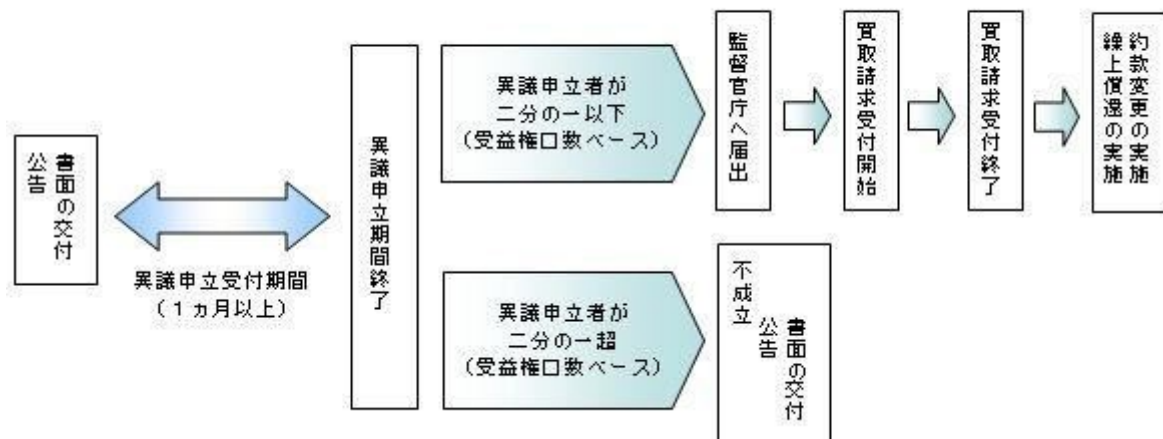 書面の交付
公告
異議申立受付期間
(1ヵ月以上)
異議申立期間終了
異議申立者が
二分の一以下
(受益権口数ベース)
監督官庁へ届出
買取請求受付開始
買取請求受付終了
約款変更の実施
繰上償還の実施
異議申立者が
二分の一超
(受益権口数ベース)
不成立
書面の交付
公告